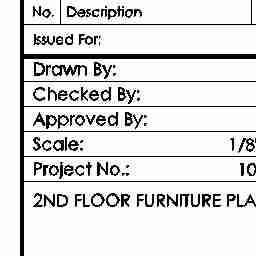 No. Description
Issued For:
Drawn By:
Checked By:
Approved By:
Scale: 1/8"
Project No.: 10
2ND FLOOR FURNITURE PLA